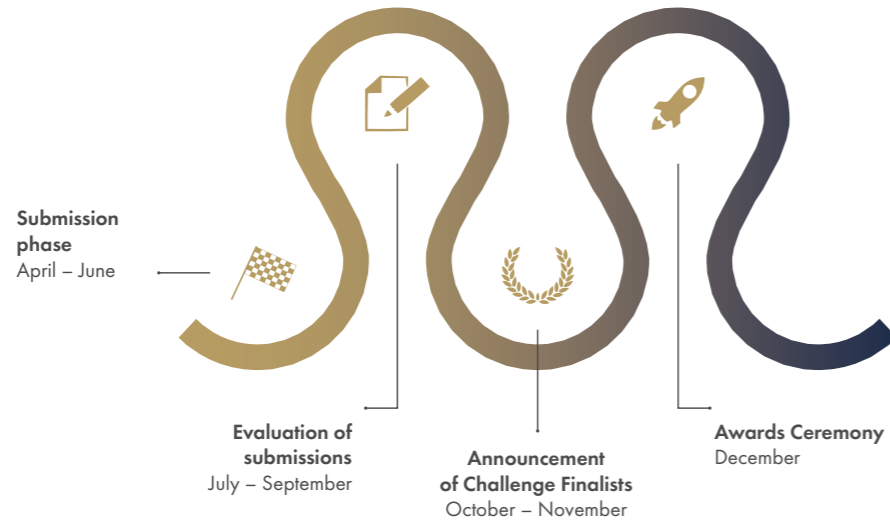 Submission
phase
April – June
Evaluation of
submissions
July – September
Announcement
of Challenge Finalists
October – November
Awards Ceremony
December